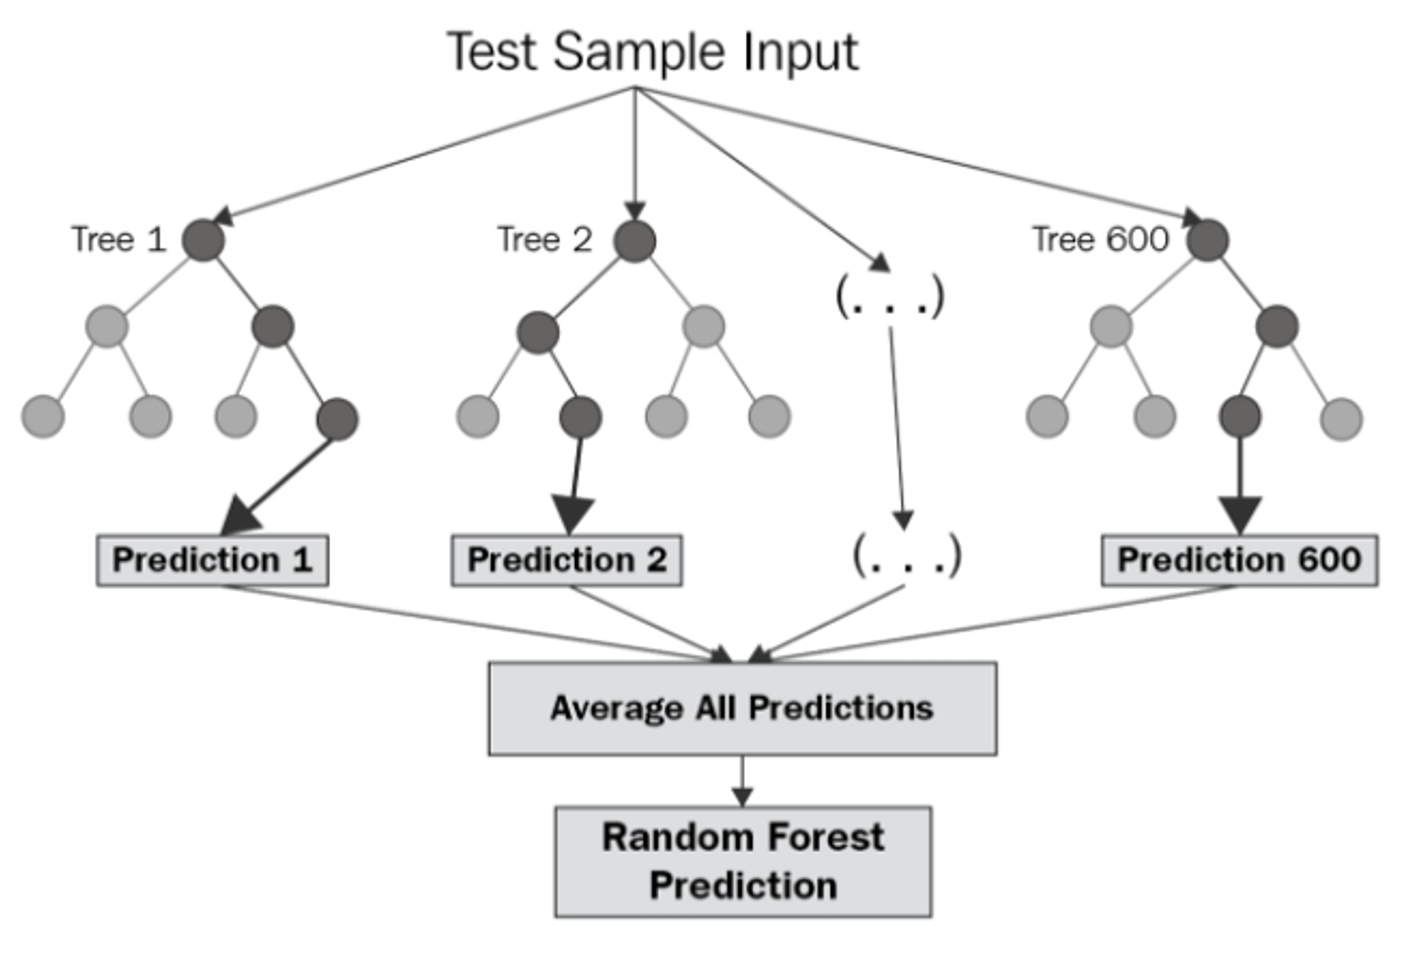 Test Sample Input
Tree 1
Tree 2
Tree 600
(. . .)
Prediction 1
Prediction 2
(. . .)
Prediction 600
Average All Predictions
Random Forest
Prediction